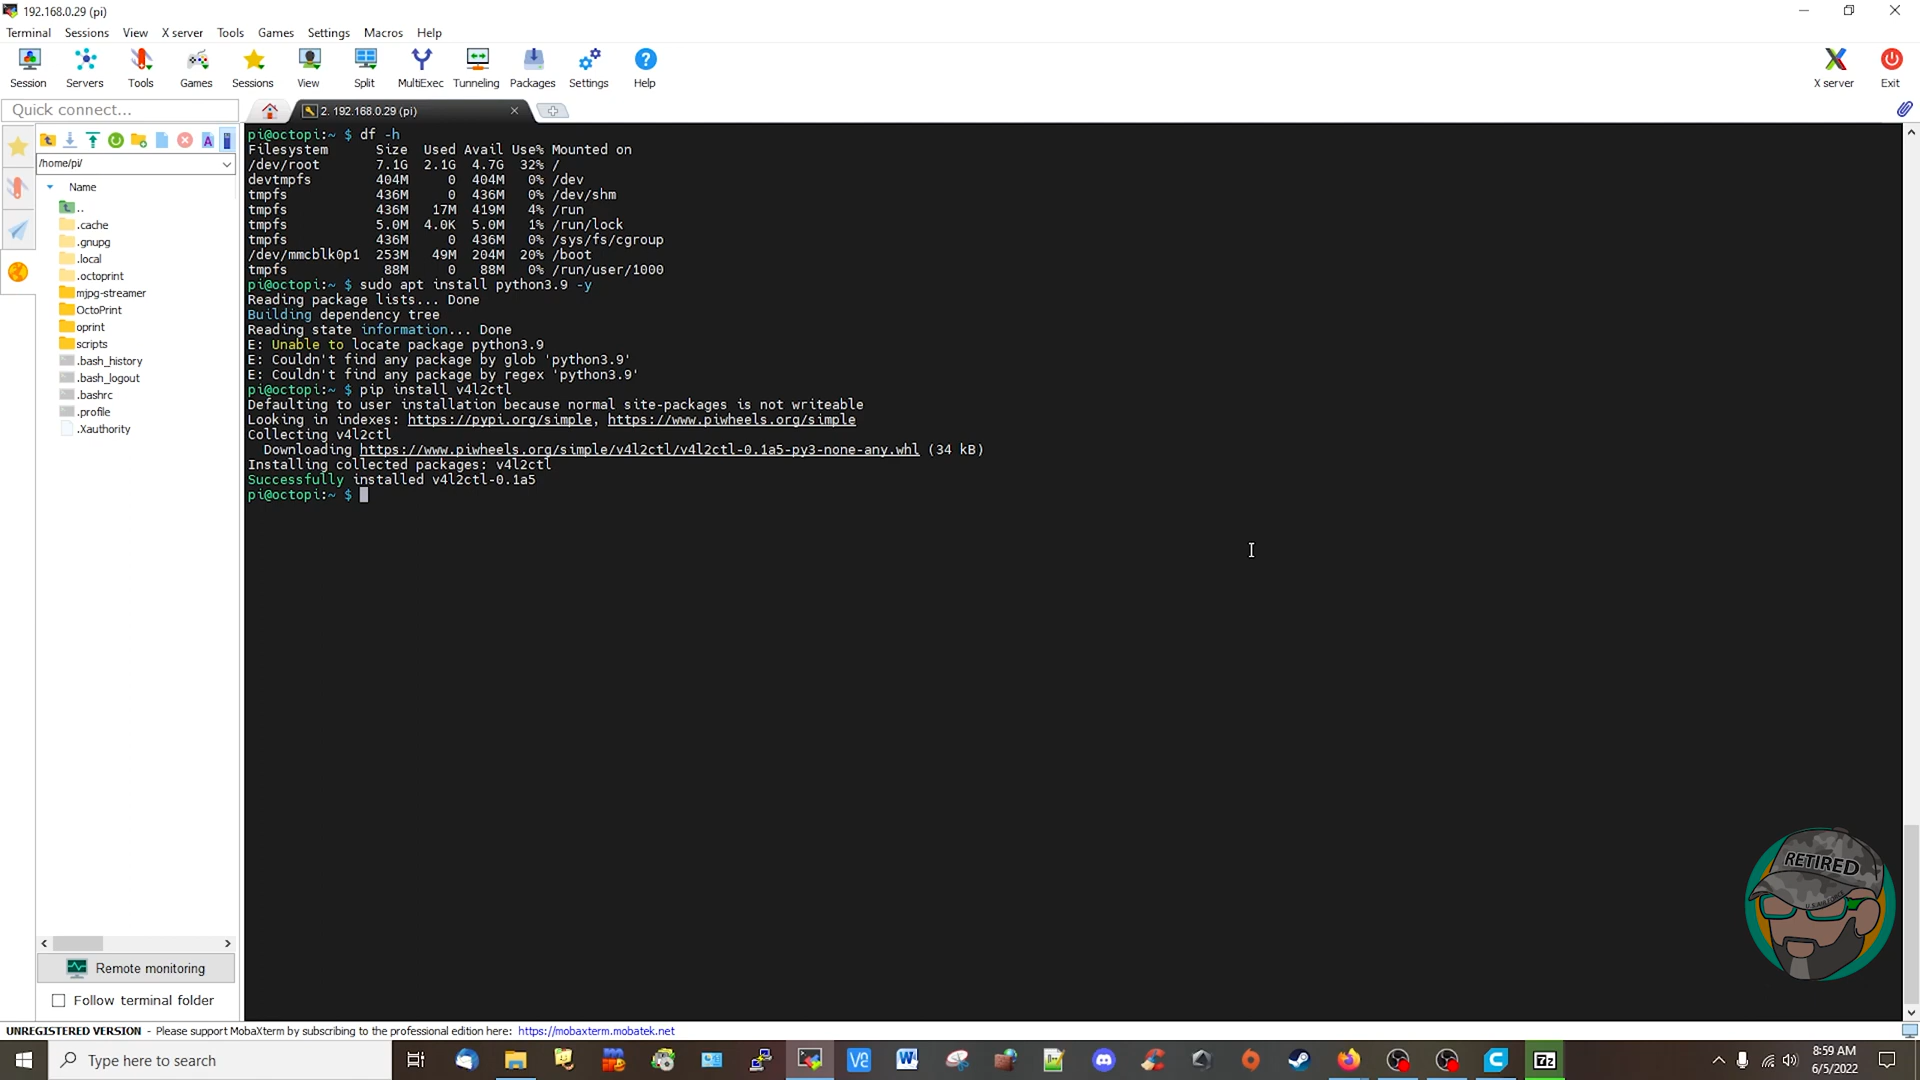 192.168.0.29 (pi)
Terminal Sessions View X server Tools Games Settings Macros Help
Session Servers Tools Games Sessions View Split MultiExec Tunneling Packages Settings Help X server Exit
Quick connect...
2. 192.168.0.29 (pi)
/home/pi/
Name
..
.cache
.gnupg
.local
.octoprint
mjpg-streamer
OctoPrint
oprint
scripts
.bash_history
.bash_logout
.bashrc
.profile
.Xauthority
Remote monitoring
Follow terminal folder
pi@octopi:~ $ df -h
Filesystem Size Used Avail Use% Mounted on
/dev/root 7.1G 2.1G 4.7G 32% /
devtmpfs 404M 0 404M 0% /dev
tmpfs 436M 0 436M 0% /dev/shm
tmpfs 436M 17M 419M 4% /run
tmpfs 5.0M 4.0K 5.0M 1% /run/lock
tmpfs 436M 0 436M 0% /sys/fs/cgroup
/dev/mmcblk0p1 253M 49M 204M 20% /boot
tmpfs 88M 0 88M 0% /run/user/1000
pi@octopi:~ $ sudo apt install python3.9 -y
Reading package lists... Done
Building dependency tree
Reading state information... Done
E: Unable to locate package python3.9
E: Couldn't find any package by glob 'python3.9'
E: Couldn't find any package by regex 'python3.9'
pi@octopi:~ $ pip install v4l2ctl
Defaulting to user installation because normal site-packages is not writeable
Looking in indexes: https://pypi.org/simple, https://www.piwheels.org/simple
Collecting v4l2ctl
Downloading https://www.piwheels.org/simple/v4l2ctl/v4l2ctl-0.1a5-py3-none-any.whl (34 kB)
Installing collected packages: v4l2ctl
Successfully installed v4l2ctl-0.1a5
pi@octopi:~ $
RETIRED
UNREGISTERED VERSION - Please support MobaXterm by subscribing to the professional edition here: https://mobaxterm.mobatek.net
Type here to search
8:59 AM
6/5/2022